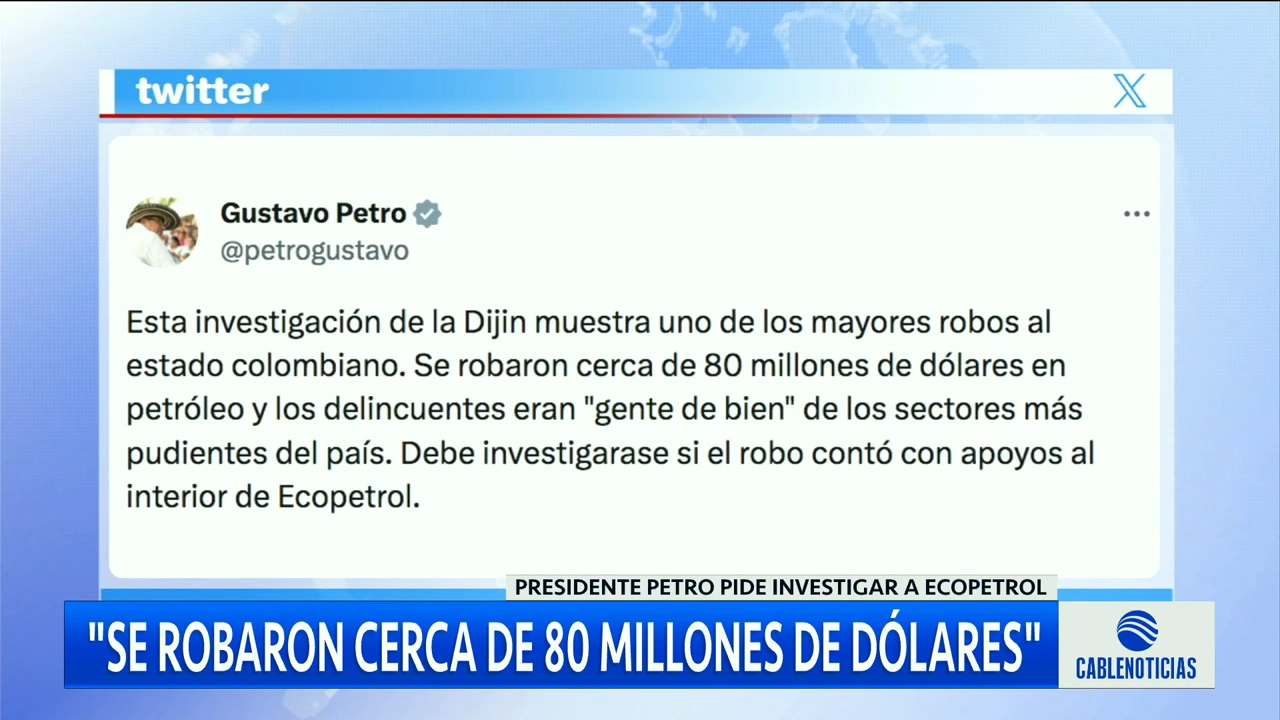 twitter
Gustavo Petro
@petrogustavo
Esta investigación de la Dijin muestra uno de los mayores robos al
estado colombiano. Se robaron cerca de 80 millones de dólares en
petróleo y los delincuentes eran "gente de bien" de los sectores más
pudientes del país. Debe investigarase si el robo contó con apoyos al
interior de Ecopetrol.
PRESIDENTE PETRO PIDE INVESTIGAR A ECOPETROL
"SE ROBARON CERCA DE 80 MILLONES DE DÓLARES"
CABLENOTICIAS